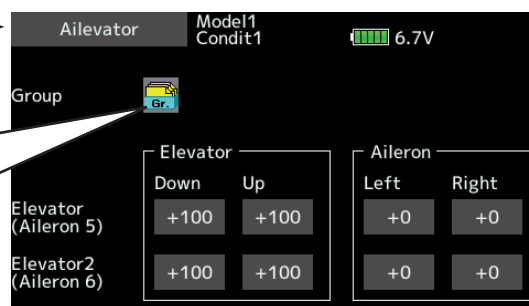 Ailevator Model1 6.7V
Condit1
Group Gr.
Elevator Aileron
Down Up Left Right
Elevator +100 +100 +0 +0
(Aileron 5)
Elevator2 +100 +100 +0 +0
(Aileron 6)